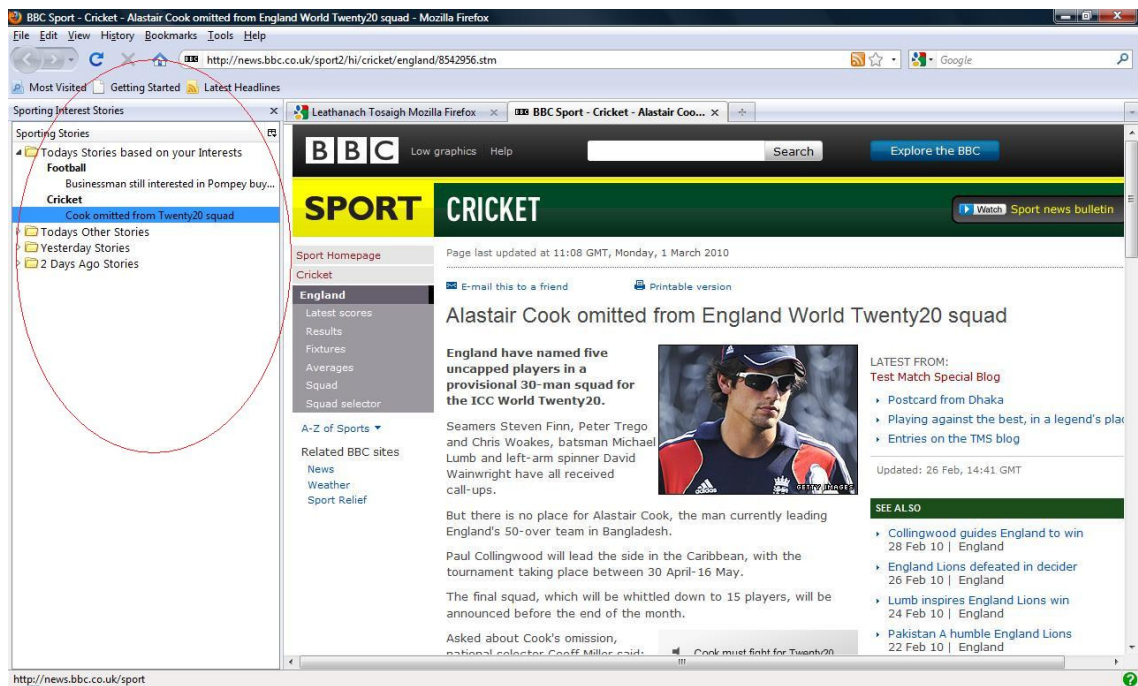 BBC Sport - Cricket - Alastair Cook omitted from England World Twenty20 squad - Mozilla Firefox
File Edit View History Bookmarks Tools Help
http://news.bbc.co.uk/sport2/hi/cricket/england/8542956.stm
Google
Most Visited Getting Started Latest Headlines
Sporting Interest Stories
Sporting Stories
Todays Stories based on your Interests
Football
Businessman still interested in Pompey buy...
Cricket
Cook omitted from Twenty20 squad
Todays Other Stories
Yesterday Stories
2 Days Ago Stories
Leathanach Tosaigh Mozilla Firefox
BBC Sport - Cricket - Alastair Coo...
BBC Low graphics Help Search Explore the BBC
SPORT CRICKET Watch Sport news bulletin
Sport Homepage
Cricket
England
Latest scores
Results
Fixtures
Averages
Squad
Squad selector
A-Z of Sports
Related BBC sites
News
Weather
Sport Relief
Page last updated at 11:08 GMT, Monday, 1 March 2010
E-mail this to a friend Printable version
Alastair Cook omitted from England World Twenty20 squad
England have named five
uncapped players in a
provisional 30-man squad for
the ICC World Twenty20.
Seamers Steven Finn, Peter Trego
and Chris Woakes, batsman Michael
Lumb and left-arm spinner David
Wainwright have all received
call-ups.
adidas
GETTY IMAGES
But there is no place for Alastair Cook, the man currently leading
England's 50-over team in Bangladesh.
Paul Collingwood will lead the side in the Caribbean, with the
tournament taking place between 30 April-16 May.
The final squad, which will be whittled down to 15 players, will be
announced before the end of the month.
Asked about Cook's omission,
national selector Geoff Miller said:
Cook must fight for Twenty20
LATEST FROM:
Test Match Special Blog
Postcard from Dhaka
Playing against the best, in a legend's plac
Entries on the TMS blog
Updated: 26 Feb, 14:41 GMT
SEE ALSO
Collingwood guides England to win
28 Feb 10 | England
England Lions defeated in decider
26 Feb 10 | England
Lumb inspires England Lions win
24 Feb 10 | England
Pakistan A humble England Lions
22 Feb 10 | England
http://news.bbc.co.uk/sport